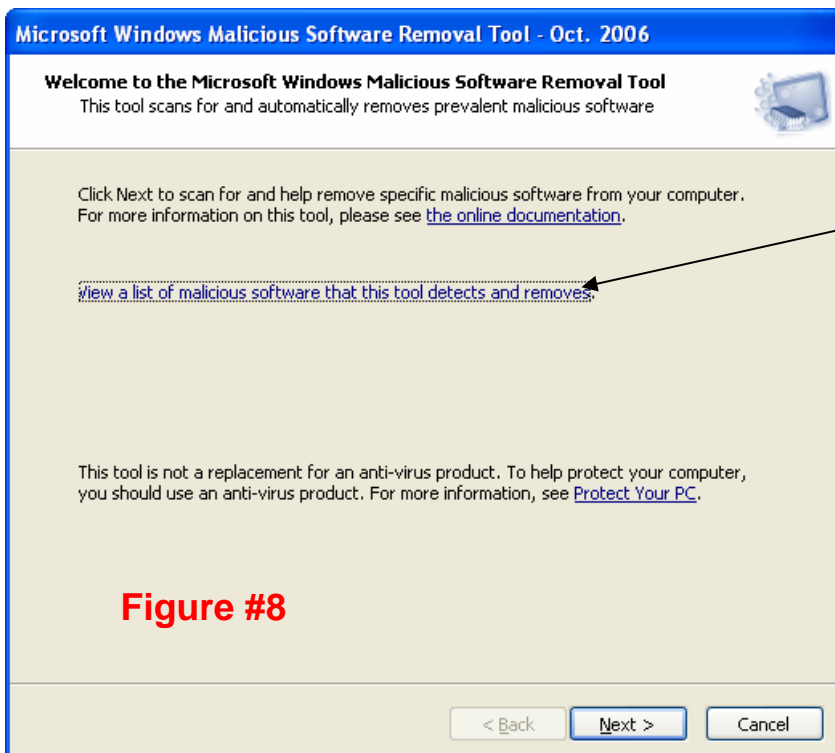 Microsoft Windows Malicious Software Removal Tool - Oct. 2006
Welcome to the Microsoft Windows Malicious Software Removal Tool
This tool scans for and automatically removes prevalent malicious software
Click Next to scan for and help remove specific malicious software from your computer.
For more information on this tool, please see the online documentation.
View a list of malicious software that this tool detects and removes.
This tool is not a replacement for an anti-virus product. To help protect your computer,
you should use an anti-virus product. For more information, see Protect Your PC.
Figure #8
< Back Next > Cancel